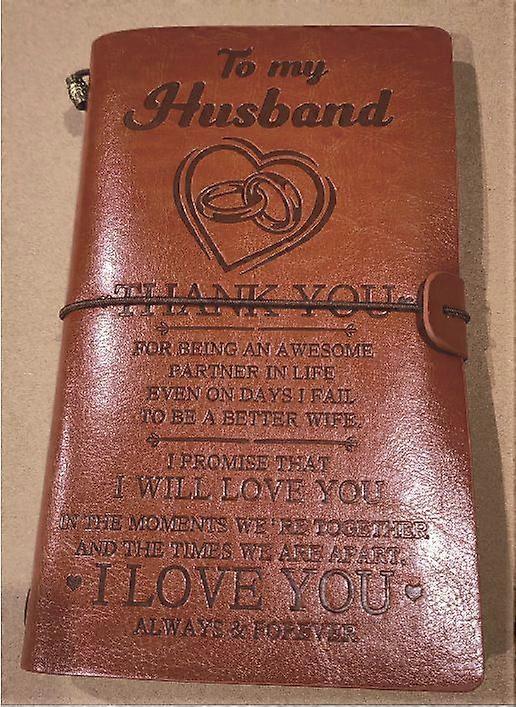 To my
Husband
THANK YOU
FOR BEING AN AWESOME
PARTNER IN LIFE
EVEN ON DAYS I FAIL
TO BE A BETTER WIFE.
I PROMISE THAT
I WILL LOVE YOU
IN THE MOMENTS WE'RE TOGETHER
AND THE TIMES WE ARE APART.
I LOVE YOU
ALWAYS & FOREVER